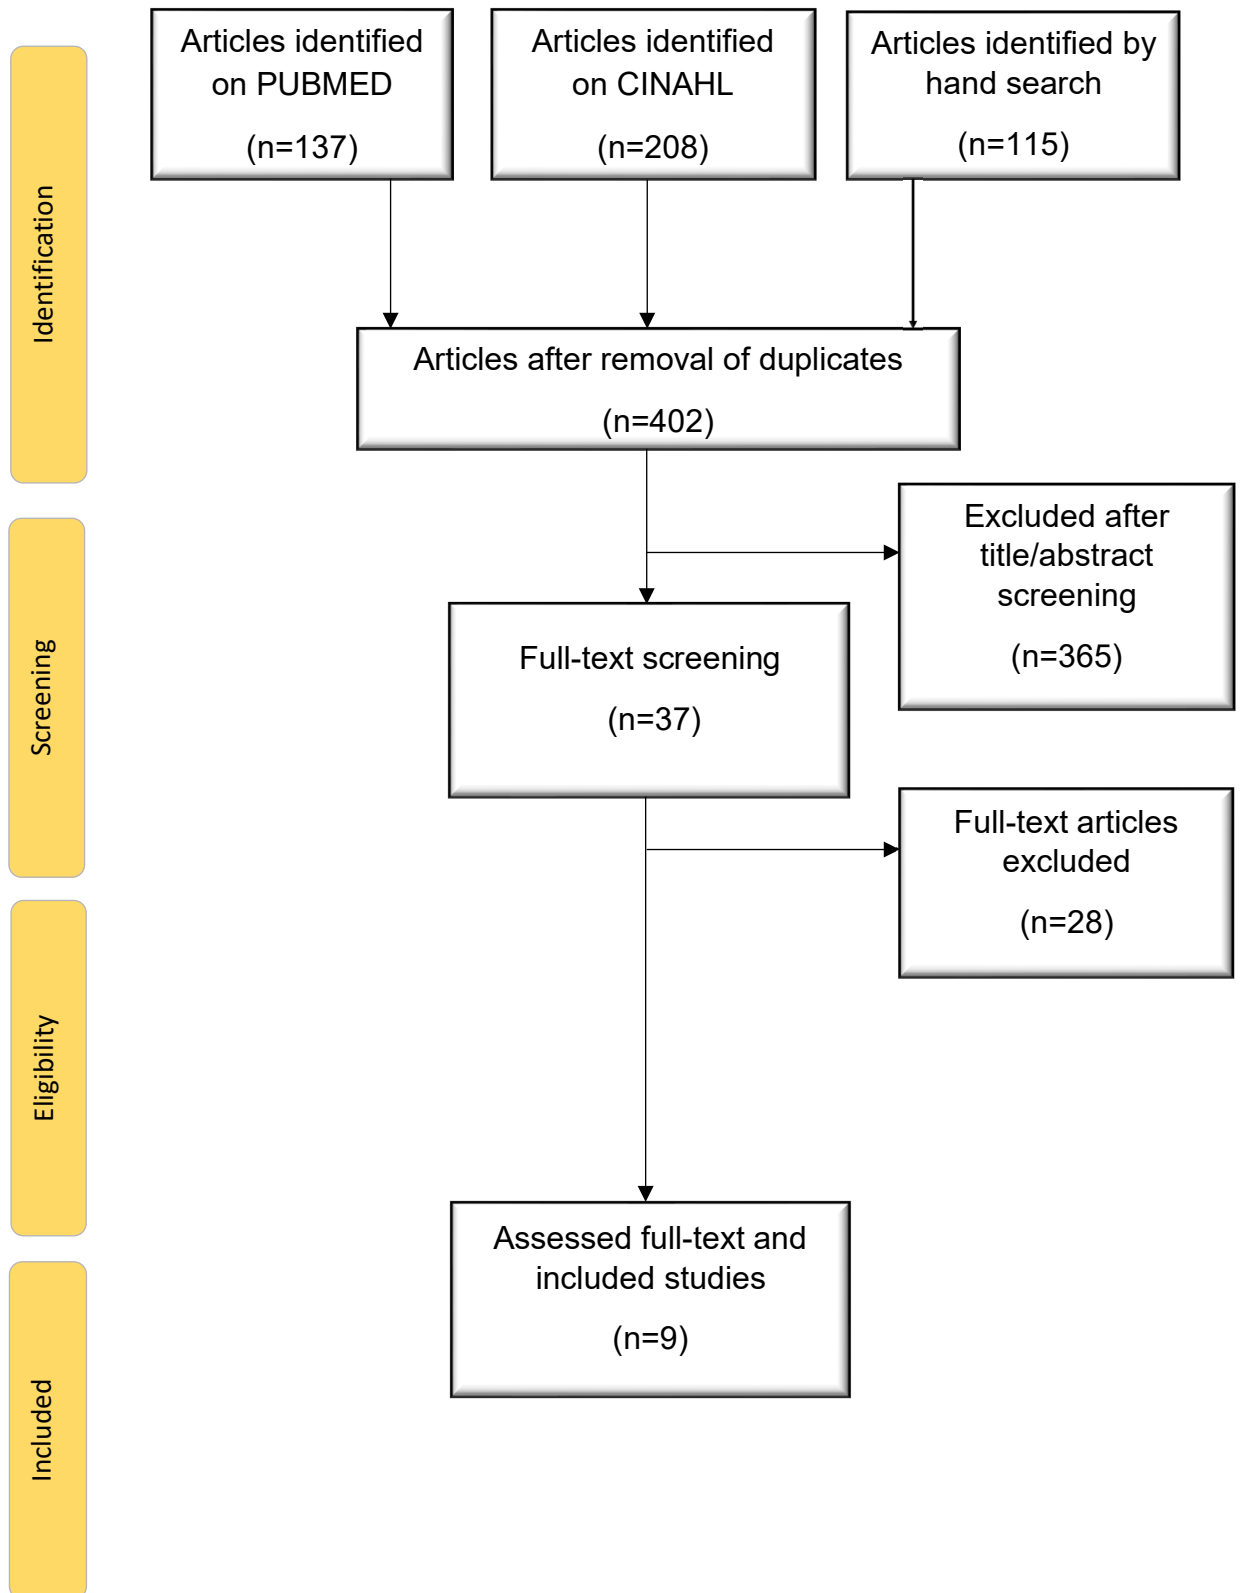 Articles identified
on PUBMED
(n=137)
Articles identified
on CINAHL
(n=208)
Articles identified by
hand search
(n=115)
Identification
Articles after removal of duplicates
(n=402)
Excluded after
title/abstract
screening
(n=365)
Screening
Full-text screening
(n=37)
Full-text articles
excluded
(n=28)
Eligibility
Assessed full-text and
included studies
(n=9)
Included